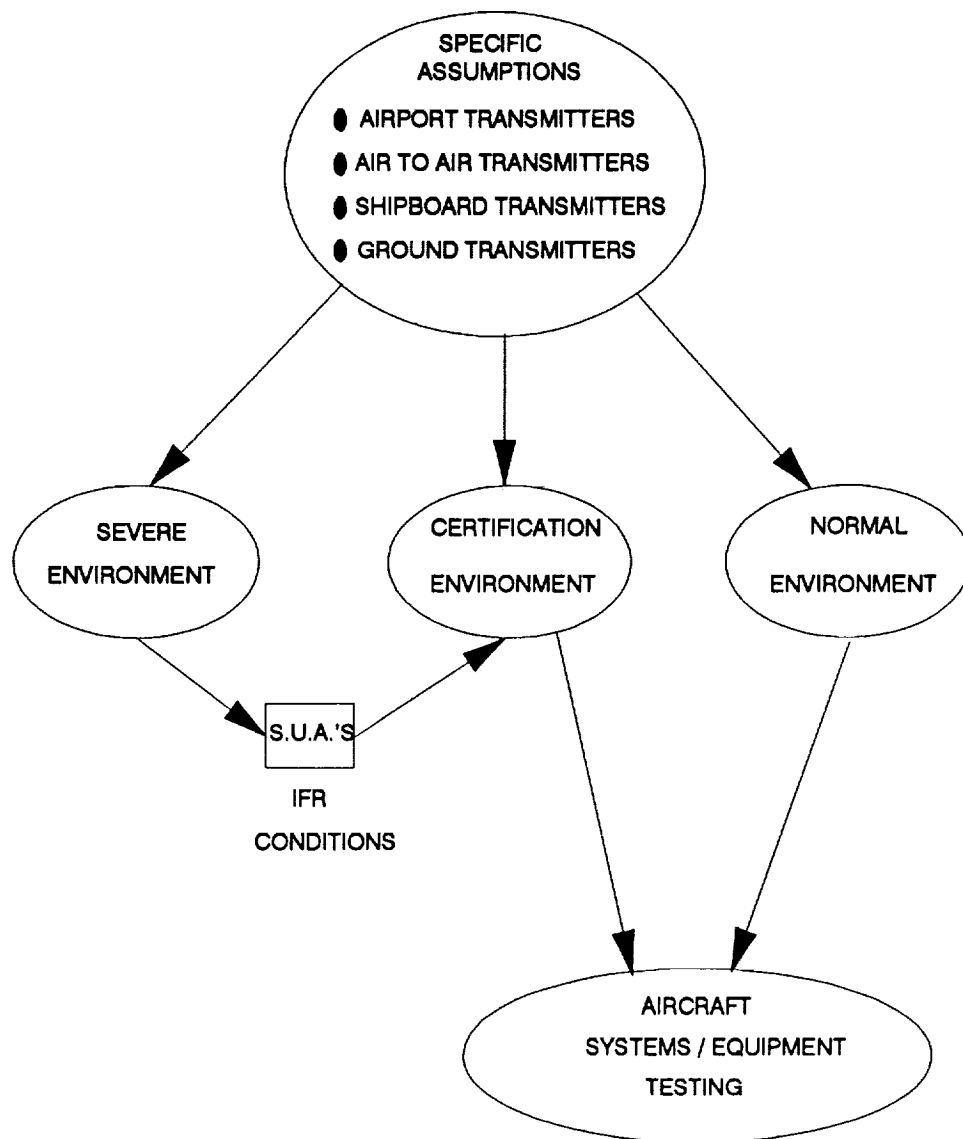 SPECIFIC
ASSUMPTIONS
AIRPORT TRANSMITTERS
AIR TO AIR TRANSMITTERS
SHIPBOARD TRANSMITTERS
GROUND TRANSMITTERS
SEVERE
ENVIRONMENT
CERTIFICATION
ENVIRONMENT
NORMAL
ENVIRONMENT
S.U.A.'S
IFR
CONDITIONS
AIRCRAFT
SYSTEMS / EQUIPMENT
TESTING